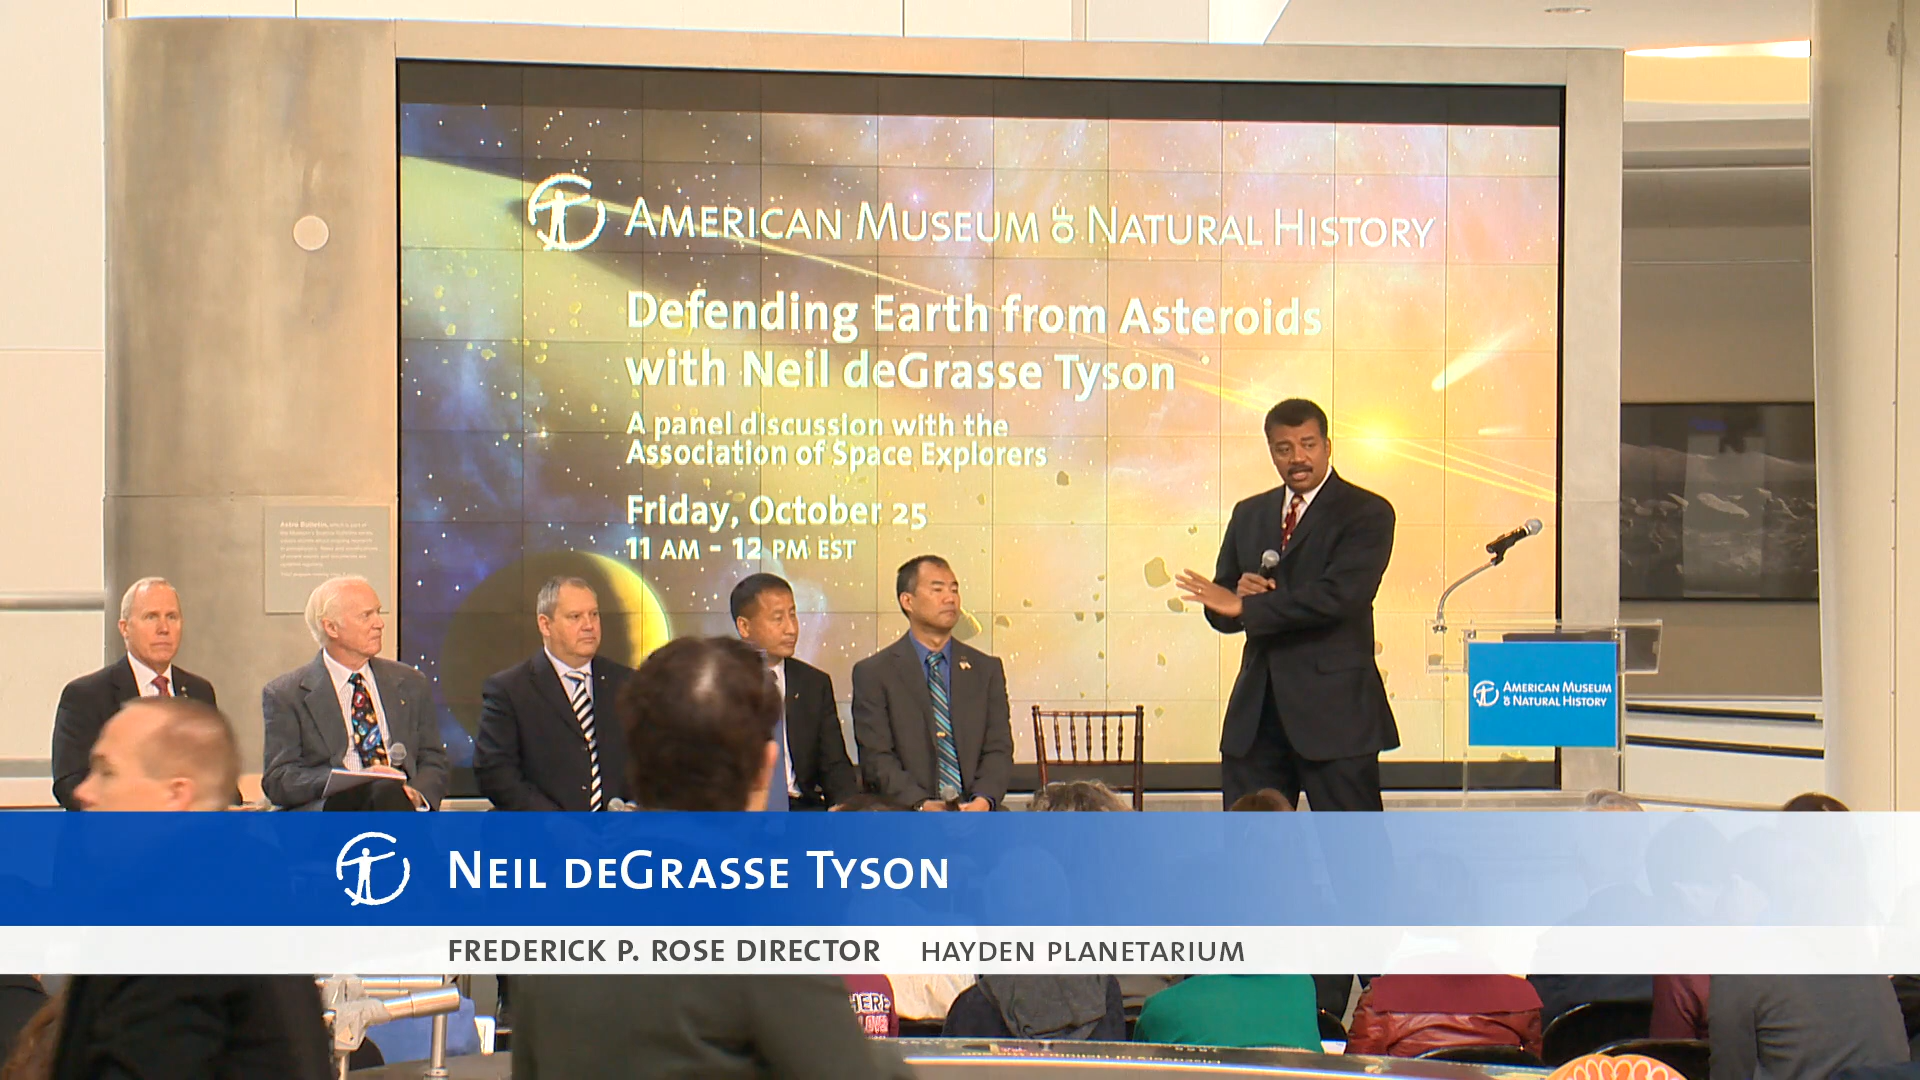 AMERICAN MUSEUM OF NATURAL HISTORY
Defending Earth from Asteroids
with Neil deGrasse Tyson
A panel discussion with the
Association of Space Explorers
Friday, October 25
11 AM - 12 PM EST
AMERICAN MUSEUM
OF NATURAL HISTORY
NEIL DEGRASSE TYSON
FREDERICK P. ROSE DIRECTOR HAYDEN PLANETARIUM
HERE